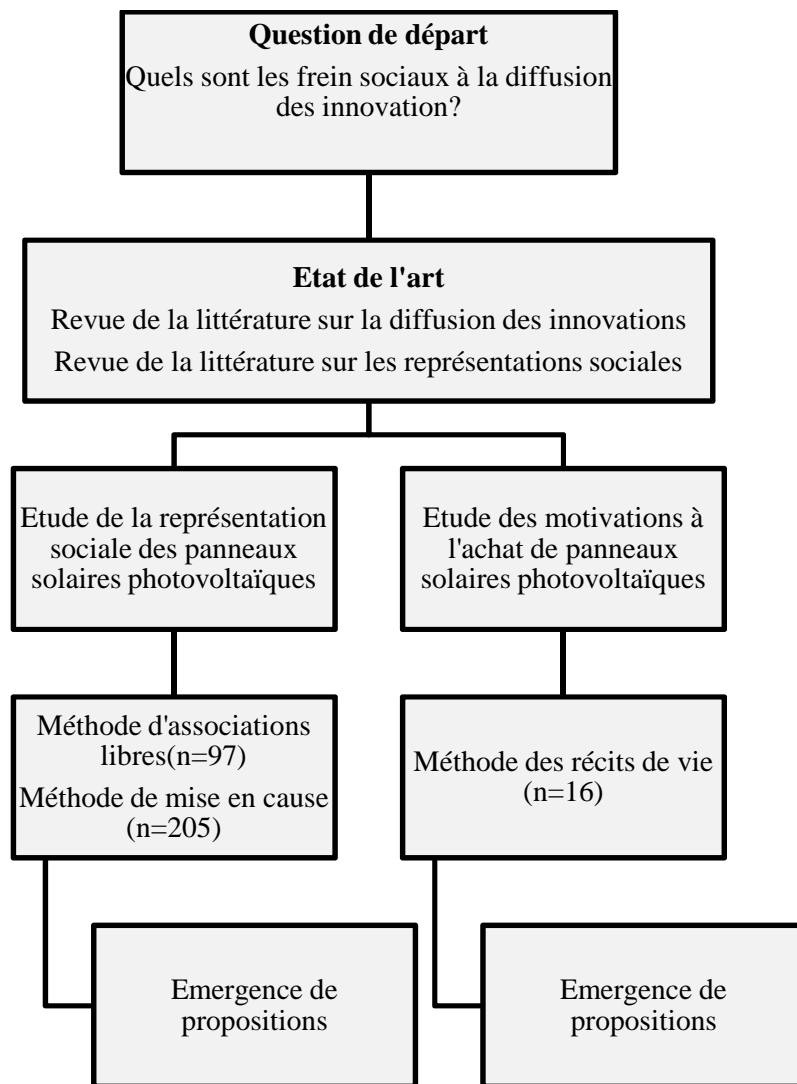 Question de départ
Quels sont les frein sociaux à la diffusion
des innovation?
Etat de l'art
Revue de la littérature sur la diffusion des innovations
Revue de la littérature sur les représentations sociales
Etude de la représentation
sociale des panneaux
solaires photovoltaïques
Etude des motivations à
l'achat de panneaux
solaires photovoltaïques
Méthode d'associations
libres(n=97)
Méthode de mise en cause
(n=205)
Méthode des récits de vie
(n=16)
Emergence de
propositions
Emergence de
propositions